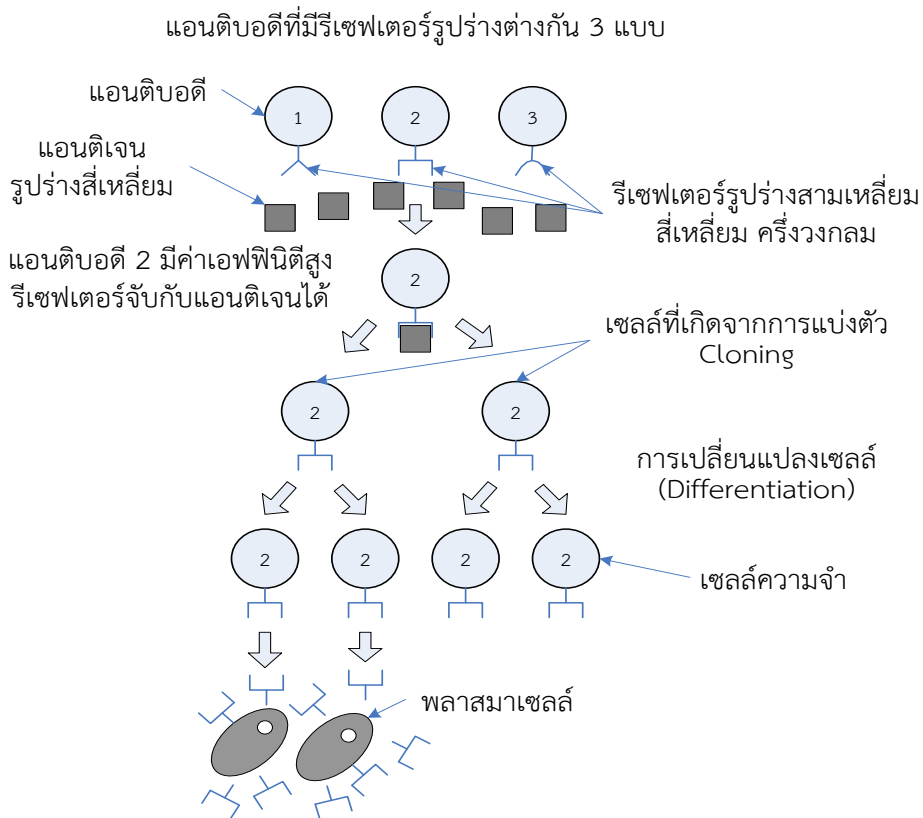 แอนติบอดีที่มีรีเซฟเตอร์รูปร่างต่างกัน 3 แบบ
แอนติบอดี
1
2
3
แอนติเจน
รูปร่างสี่เหลี่ยม
รีเซฟเตอร์รูปร่างสามเหลี่ยม
สี่เหลี่ยม ครึ่งวงกลม
แอนติบอดี 2 มีค่าเอฟฟินิตีสูง
รีเซฟเตอร์จับกับแอนติเจนได้
2
เซลล์ที่เกิดจากการแบ่งตัว
Cloning
2
2
การเปลี่ยนแปลงเซลล์
(Differentiation)
2
2
2
2
เซลล์ความจำ
พลาสมาเซลล์